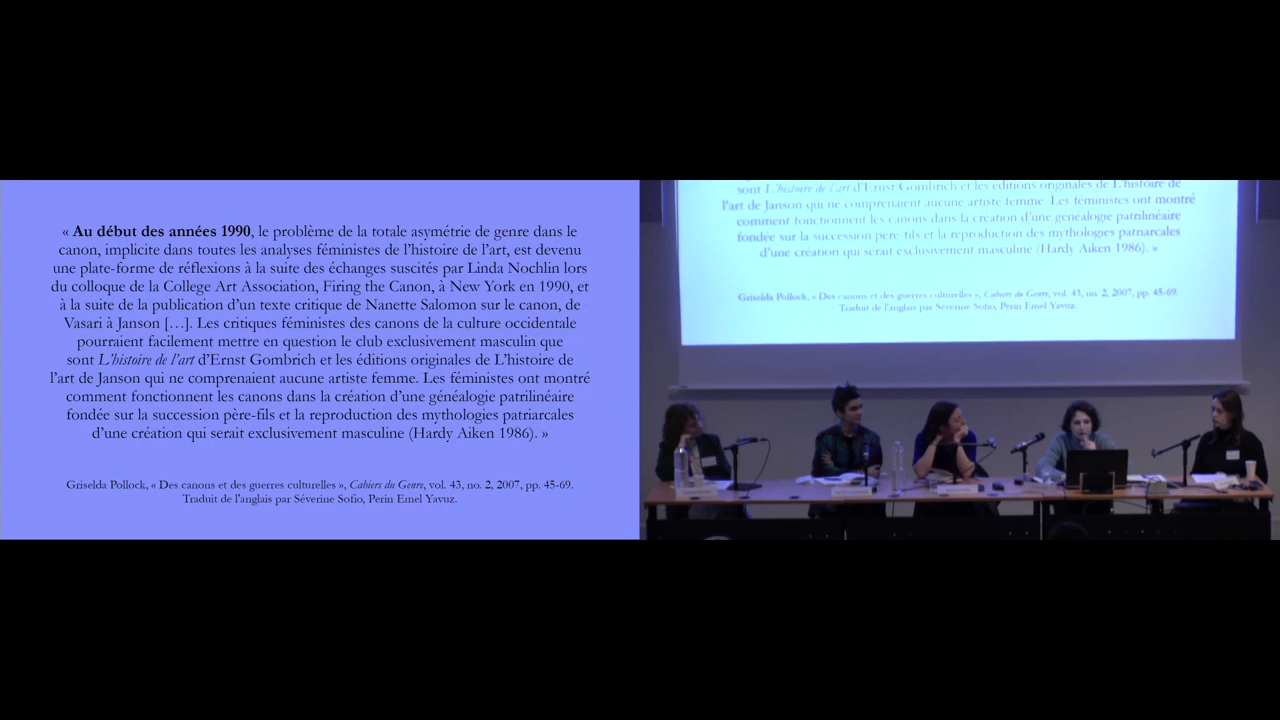 « Au début des années 1990, le problème de la totale asymétrie de genre dans le
canon, implicite dans toutes les analyses féministes de l'histoire de l'art, est devenu
une plate-forme de réflexions à la suite des échanges suscités par Linda Nochlin lors
du colloque de la College Art Association, Firing the Canon, à New York en 1990, et
à la suite de la publication d'un texte critique de Nanette Salomon sur le canon, de
Vasari à Janson […]. Les critiques féministes des canons de la culture occidentale
pourraient facilement mettre en question le club exclusivement masculin que
sont L'histoire de l'art d'Ernst Gombrich et les éditions originales de L'histoire de
l'art de Janson qui ne comprenaient aucune artiste femme. Les féministes ont montré
comment fonctionnent les canons dans la création d'une généalogie patrilinéaire
fondée sur la succession père-fils et la reproduction des mythologies patriarcales
d'une création qui serait exclusivement masculine (Hardy Aiken 1986). »
Griselda Pollock, « Des canons et des guerres culturelles », Cahiers du Genre, vol. 43, no. 2, 2007, pp. 45-69.
Traduit de l'anglais par Séverine Sofio, Perin Emel Yavuz.
sont L'histoire de l'art d'Ernst Gombrich et les éditions originales de L'histoire de
l'art de Janson qui ne comprenaient aucune artiste femme. Les féministes ont montré
comment fonctionnent les canons dans la création d'une généalogie patrilinéaire
fondée sur la succession père-fils et la reproduction des mythologies patriarcales
d'une création qui serait exclusivement masculine (Hardy Aiken 1986). »
Griselda Pollock, « Des canons et des guerres culturelles », Cahiers du Genre, vol. 43, no. 2, 2007, pp. 45-69.
Traduit de l'anglais par Séverine Sofio, Perin Emel Yavuz.